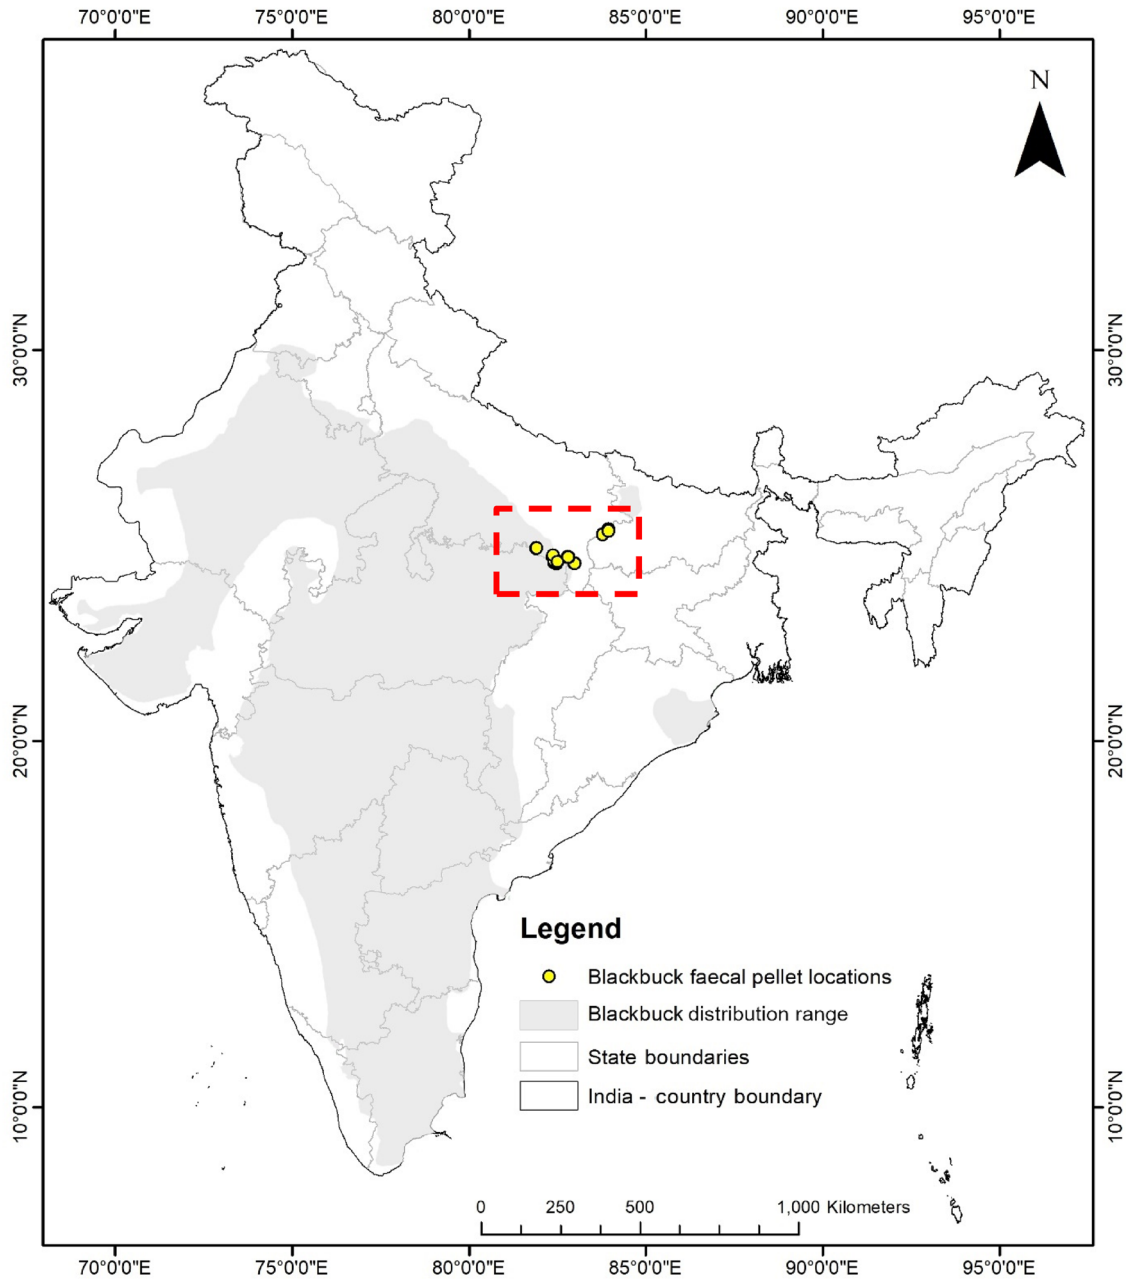 70°0'0"E 75°0'0"E 80°0'0"E 85°0'0"E 90°0'0"E 95°0'0"E
N
30°0'0"N 30°0'0"N
20°0'0"N 20°0'0"N
Legend
Blackbuck faecal pellet locations
Blackbuck distribution range
State boundaries
India - country boundary
10°0'0"N 10°0'0"N
0 250 500 1,000 Kilometers
70°0'0"E 75°0'0"E 80°0'0"E 85°0'0"E 90°0'0"E 95°0'0"E